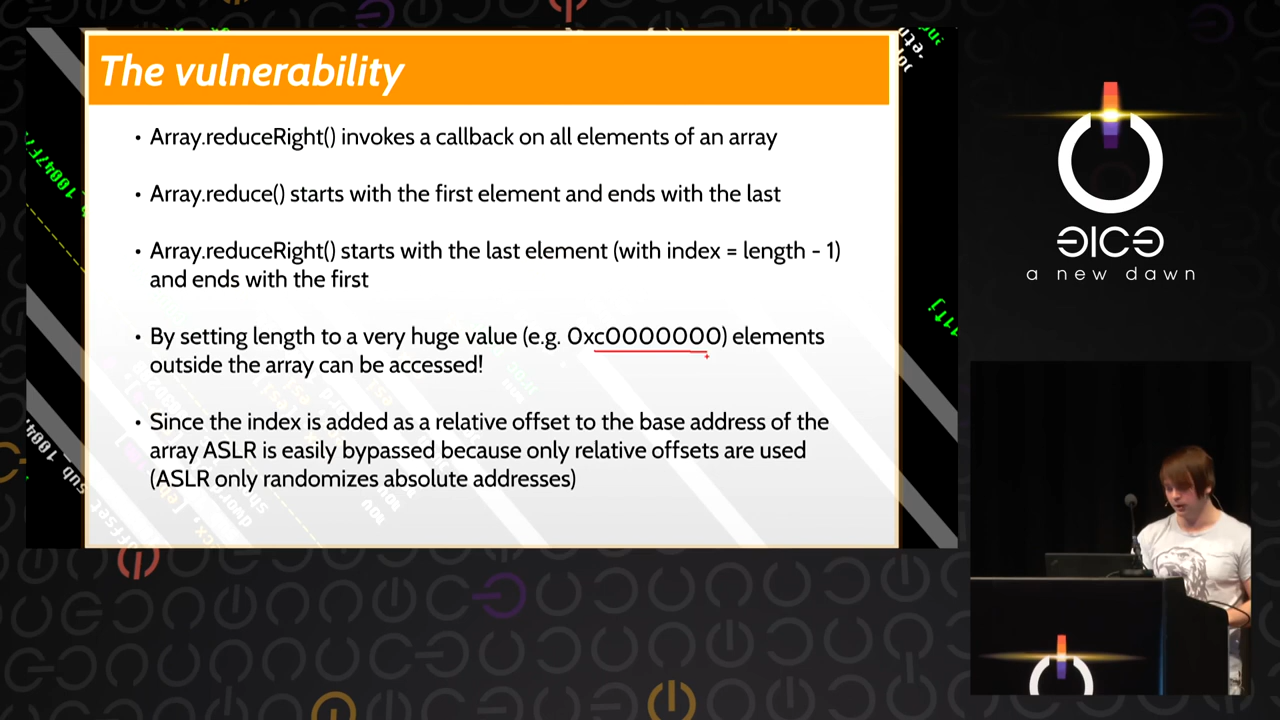 The vulnerability
• Array.reduceRight() invokes a callback on all elements of an array
• Array.reduce() starts with the first element and ends with the last
• Array.reduceRight() starts with the last element (with index = length - 1)
and ends with the first
• By setting length to a very huge value (e.g. 0xc0000000) elements
outside the array can be accessed!
• Since the index is added as a relative offset to the base address of the
array ASLR is easily bypassed because only relative offsets are used
(ASLR only randomizes absolute addresses)
a new dawn